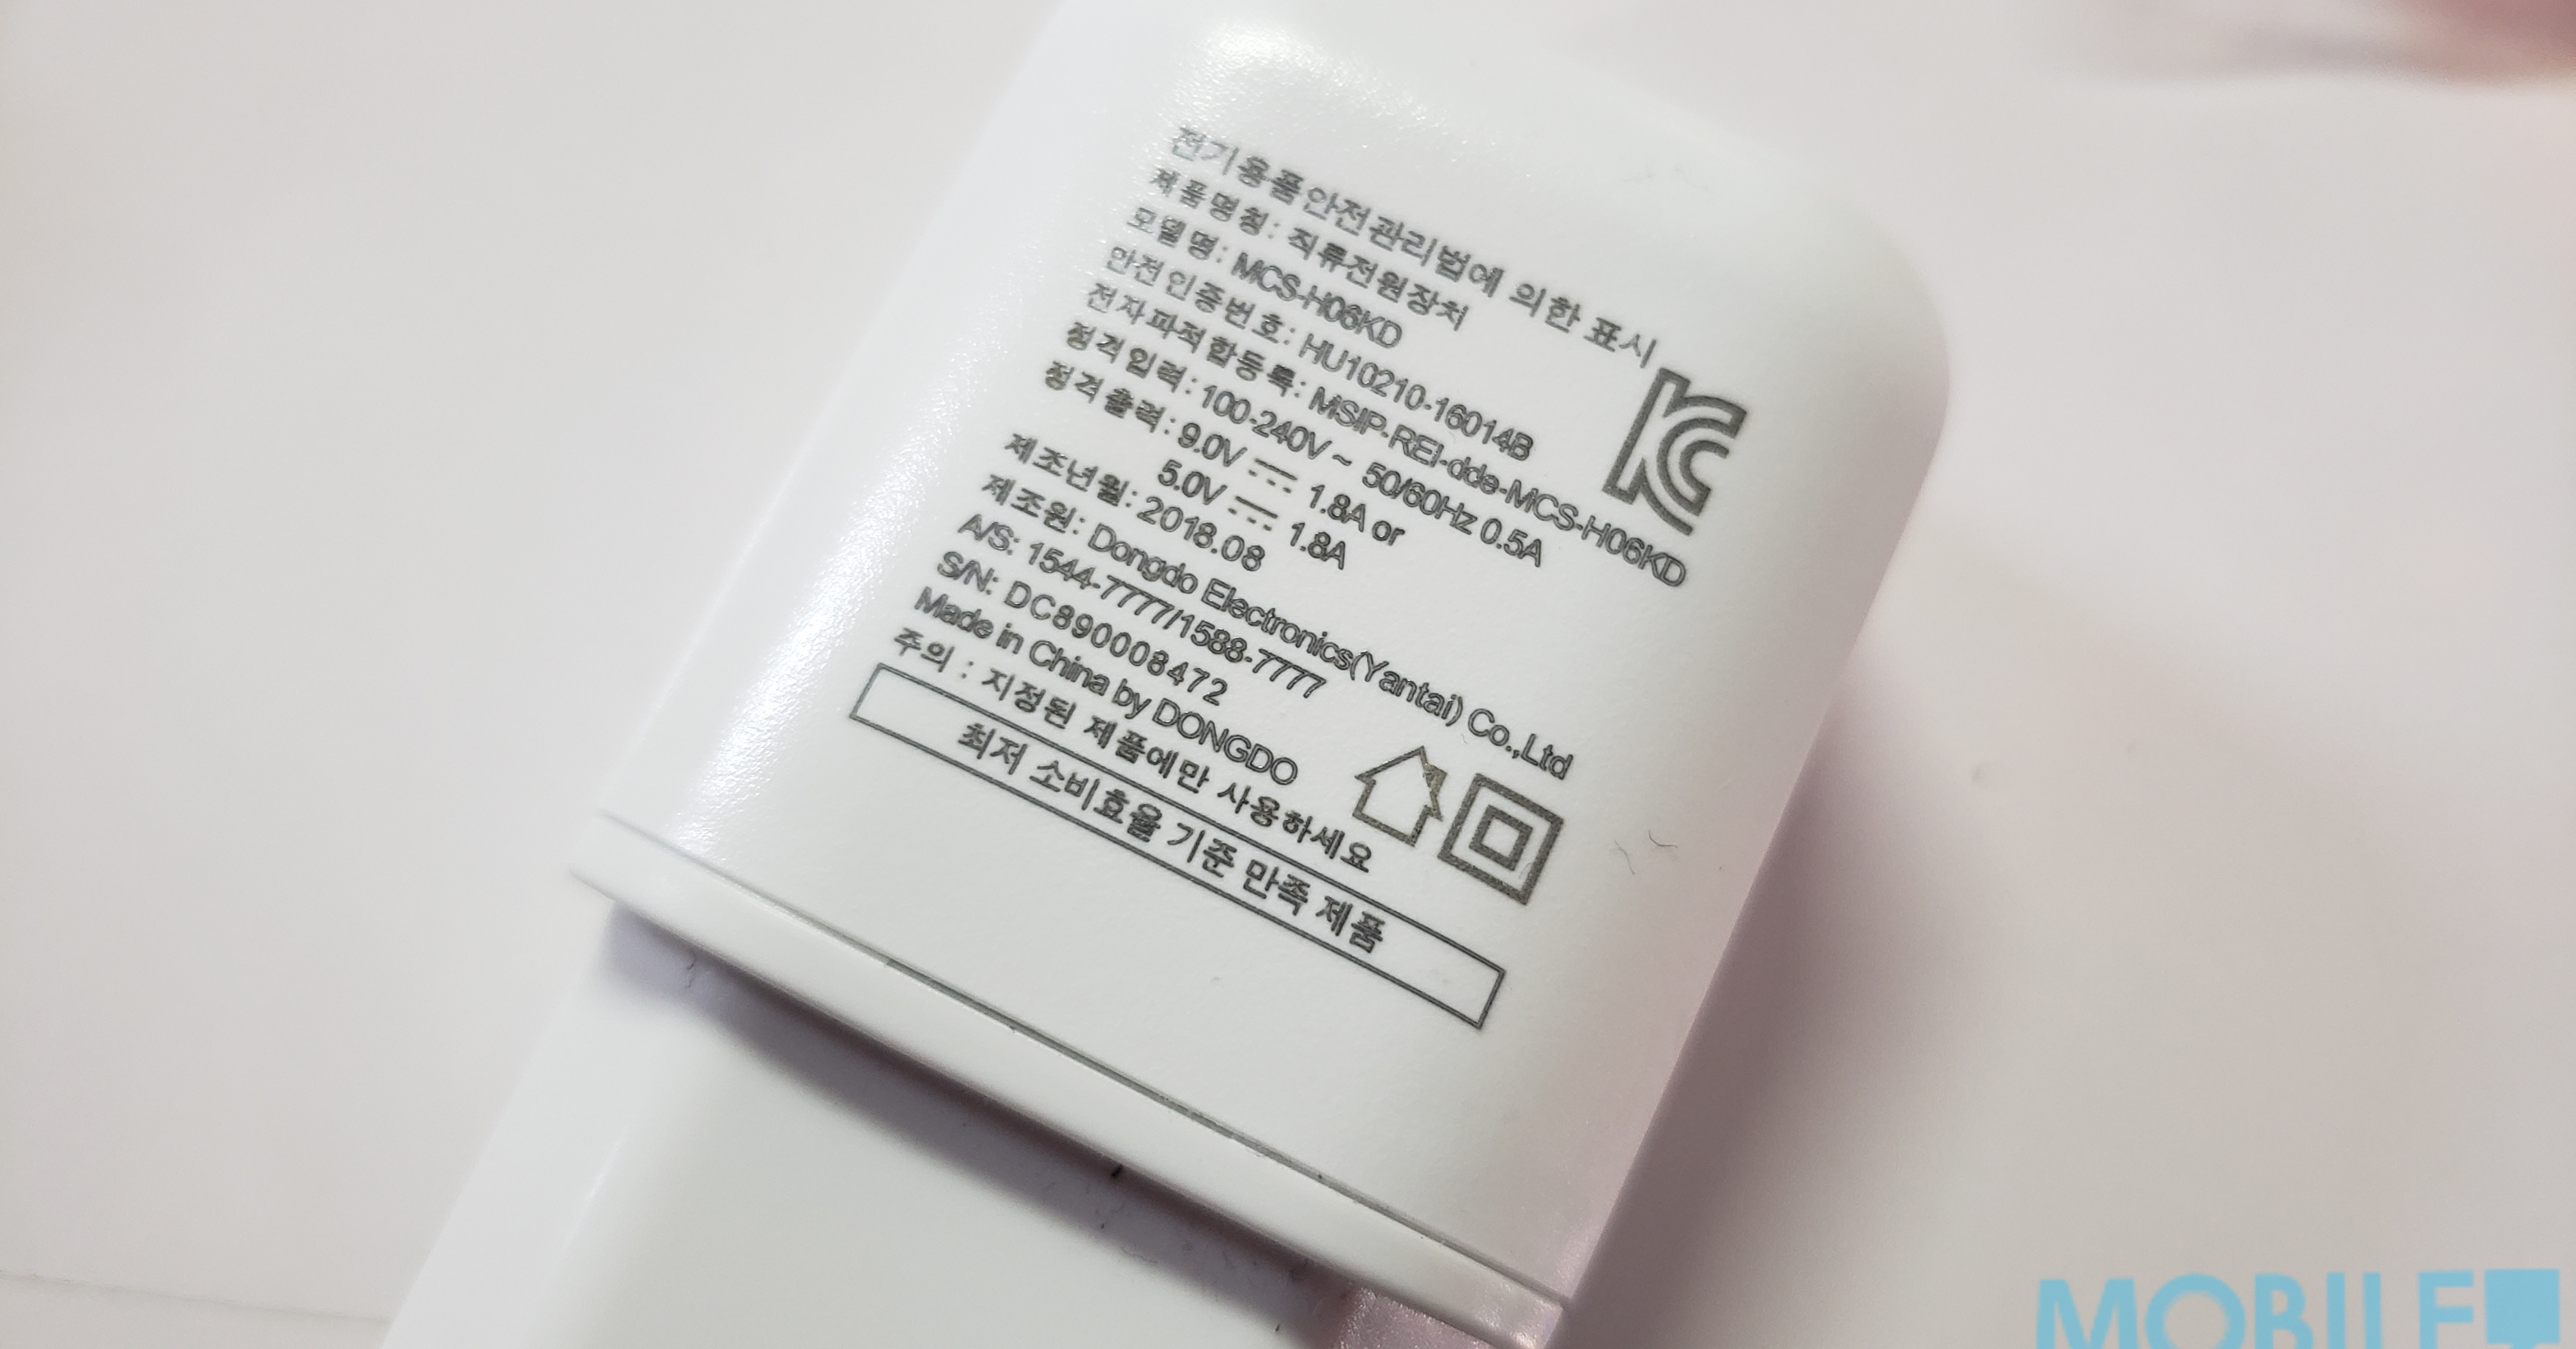 전기용품안전관리법에 의한 표시
제품명칭: 직류전원장치
모델명: MCS-H06KD
안전인증번호: HU10210-16014B
전자파적합등록: MSIP-REI-dde-MCS-H06KD
정격입력: 100-240V ~ 50/60Hz 0.5A
정격출력: 9.0V ⎓ 1.8A or
5.0V ⎓ 1.8A
제조년월: 2018.08
제조원: Dongdo Electronics(Yantai) Co.,Ltd
A/S: 1544-7777/1588-7777
S/N: DC890008472
Made in China by DONGDO
주의 : 지정된 제품에만 사용하세요
최저 소비효율 기준 만족 제품
MOBILE